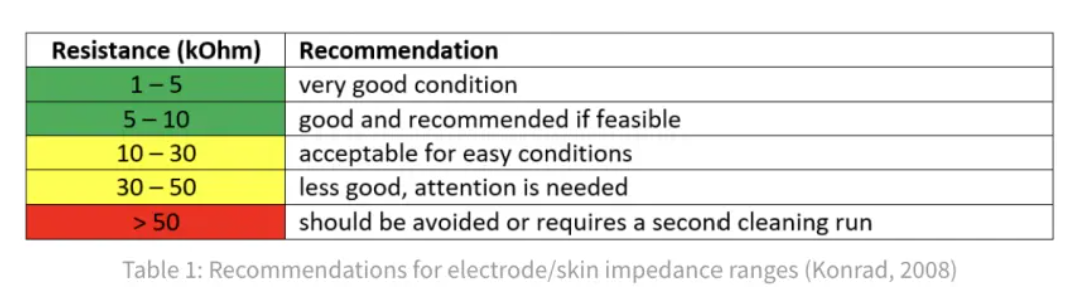 Resistance (kOhm) Recommendation
1 – 5 very good condition
5 – 10 good and recommended if feasible
10 – 30 acceptable for easy conditions
30 – 50 less good, attention is needed
> 50 should be avoided or requires a second cleaning run
Table 1: Recommendations for electrode/skin impedance ranges (Konrad, 2008)